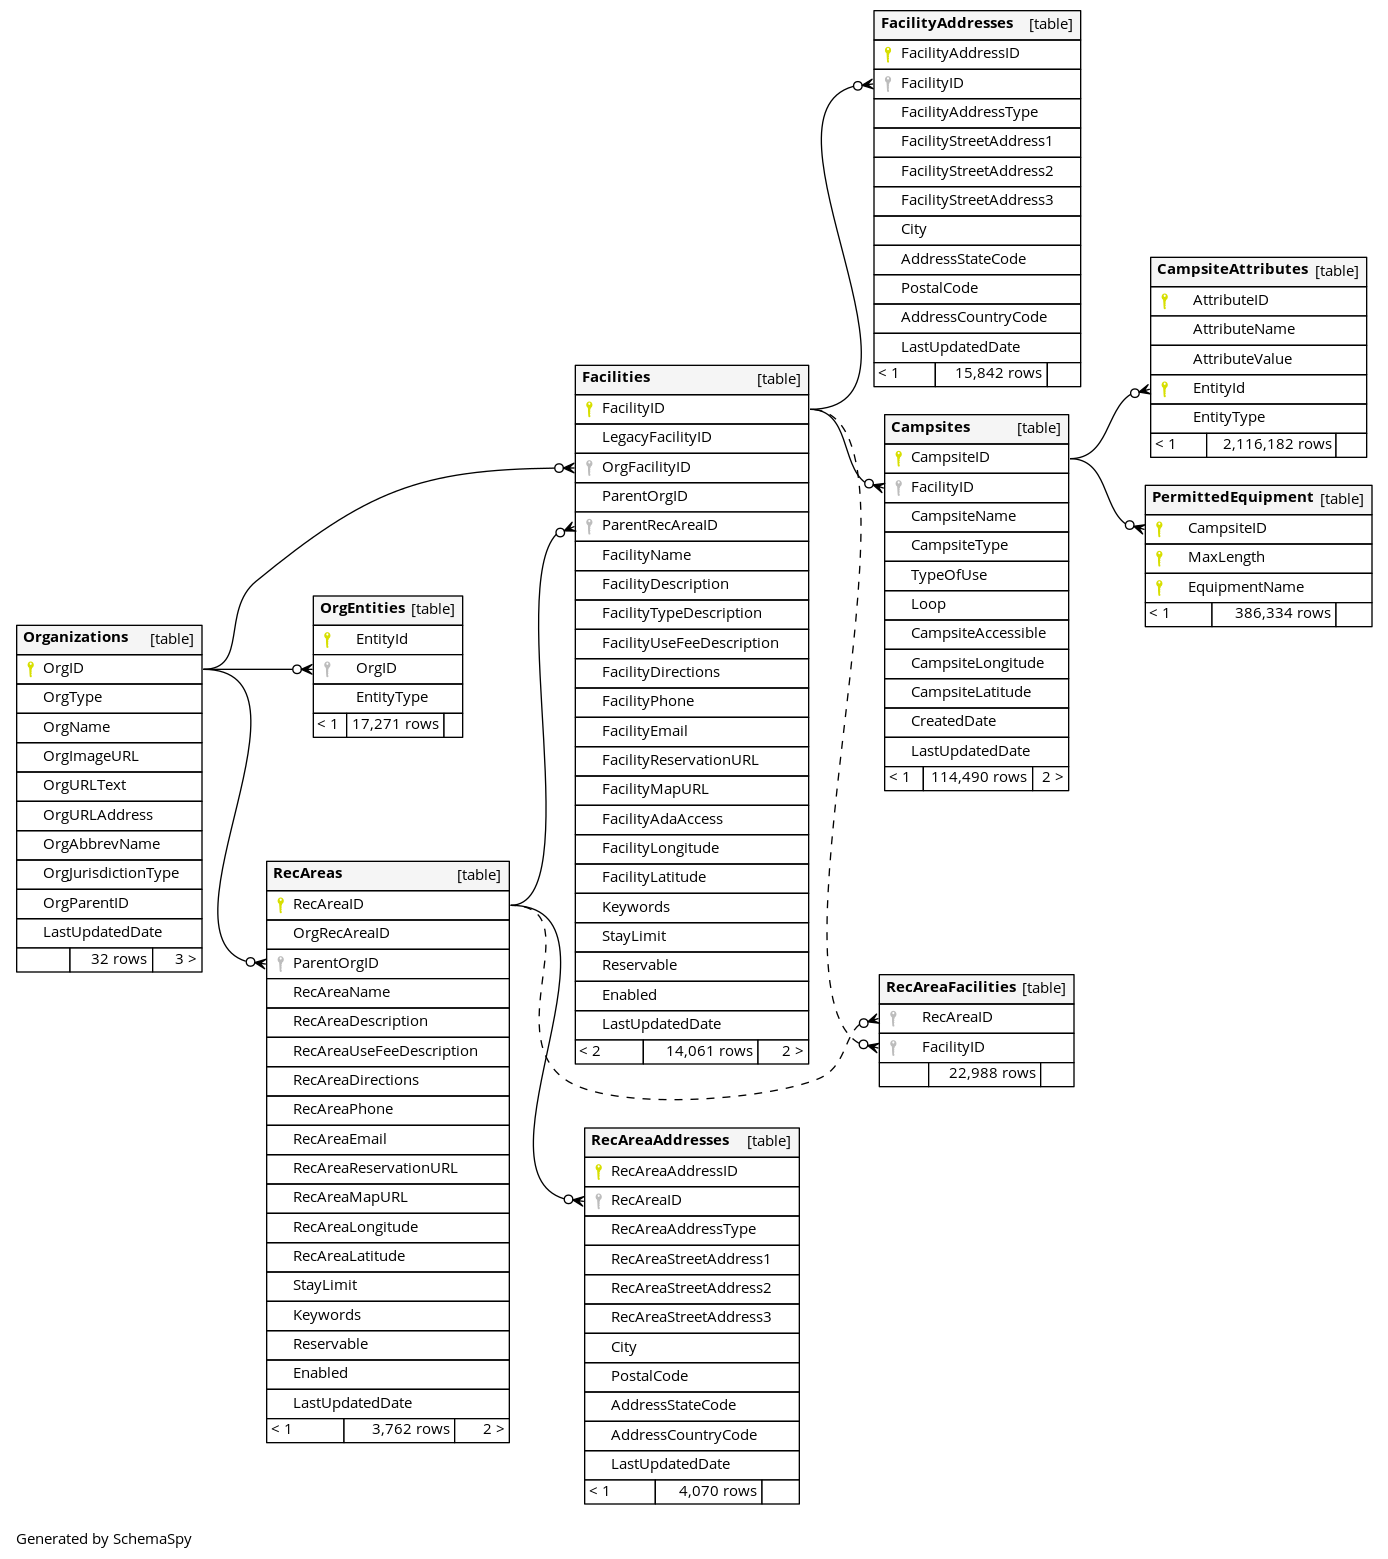 FacilityAddresses [table]
FacilityAddressID
FacilityID
FacilityAddressType
FacilityStreetAddress1
FacilityStreetAddress2
FacilityStreetAddress3
City
AddressStateCode
PostalCode
AddressCountryCode
LastUpdatedDate
< 1 15,842 rows
CampsiteAttributes [table]
AttributeID
AttributeName
AttributeValue
EntityId
EntityType
< 1 2,116,182 rows
Facilities [table]
FacilityID
LegacyFacilityID
OrgFacilityID
ParentOrgID
ParentRecAreaID
FacilityName
FacilityDescription
FacilityTypeDescription
FacilityUseFeeDescription
FacilityDirections
FacilityPhone
FacilityEmail
FacilityReservationURL
FacilityMapURL
FacilityAdaAccess
FacilityLongitude
FacilityLatitude
Keywords
StayLimit
Reservable
Enabled
LastUpdatedDate
< 2 14,061 rows 2 >
Campsites [table]
CampsiteID
FacilityID
CampsiteName
CampsiteType
TypeOfUse
Loop
CampsiteAccessible
CampsiteLongitude
CampsiteLatitude
CreatedDate
LastUpdatedDate
< 1 114,490 rows 2 >
PermittedEquipment [table]
CampsiteID
MaxLength
EquipmentName
< 1 386,334 rows
OrgEntities [table]
EntityId
OrgID
EntityType
< 1 17,271 rows
Organizations [table]
OrgID
OrgType
OrgName
OrgImageURL
OrgURLText
OrgURLAddress
OrgAbbrevName
OrgJurisdictionType
OrgParentID
LastUpdatedDate
32 rows 3 >
RecAreas [table]
RecAreaID
OrgRecAreaID
ParentOrgID
RecAreaName
RecAreaDescription
RecAreaUseFeeDescription
RecAreaDirections
RecAreaPhone
RecAreaEmail
RecAreaReservationURL
RecAreaMapURL
RecAreaLongitude
RecAreaLatitude
StayLimit
Keywords
Reservable
Enabled
LastUpdatedDate
< 1 3,762 rows 2 >
RecAreaFacilities [table]
RecAreaID
FacilityID
22,988 rows
RecAreaAddresses [table]
RecAreaAddressID
RecAreaID
RecAreaAddressType
RecAreaStreetAddress1
RecAreaStreetAddress2
RecAreaStreetAddress3
City
PostalCode
AddressStateCode
AddressCountryCode
LastUpdatedDate
< 1 4,070 rows
Generated by SchemaSpy